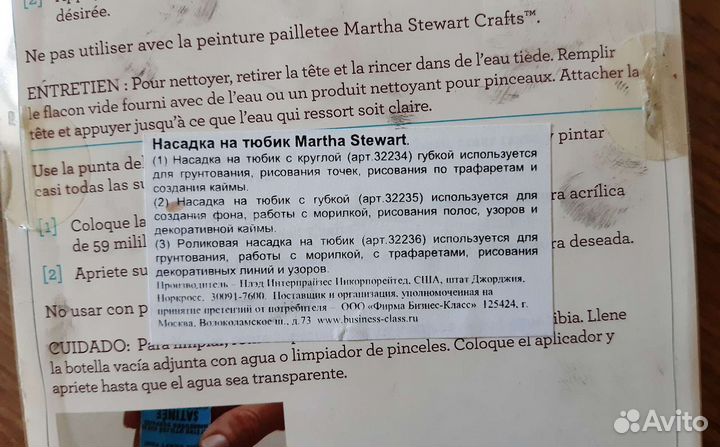 [2] App
désirée.
Ne pas utiliser avec la peinture pailletee Martha Stewart Crafts™.
ENTRETIEN : Pour nettoyer, retirer la tête et la rincer dans de l'eau tiède. Remplir
le flacon vide fourni avec de l'eau ou un produit nettoyant pour pinceaux. Attacher la
tête et appuyer jusqu'à ce que l'eau qui ressort soit claire.
Use la punta del y pintar
casi todas las su
[1] Coloque la ra acrílica
de 59 milil
[2] Apriete su ra deseada.
No usar con p
Насадка на тюбик Martha Stewart.
(1) Насадка на тюбик с круглой (арт.32234) губкой используется
для грунтования, рисования точек, рисования по трафаретам и
создания каймы.
(2) Насадка на тюбик с губкой (арт.32235) используется для
создания фона, работы с морилкой, рисования полос, узоров и
декоративной каймы.
(3) Роликовая насадка на тюбик (арт.32236) используется для
грунтования, работы с морилкой, с трафаретами, рисования
декоративных линий и узоров.
Производитель – Плэд Интерпрайзес Инкорпорейтед, США, штат Джорджия,
Норкросс, 30091-7600. Поставщик и организация, уполномоченная на
принятие претензий от потребителя – ООО «Фирма Бизнес-Класс» 125424, г.
Москва, Волоколамское ш., д.73 www.business-class.ru
CUIDADO: Para limpiar, ibia. Llene
la botella vacía adjunta con agua o limpiador de pinceles. Coloque el aplicador y
apriete hasta que el agua sea transparente.
SATINÉE
Avito